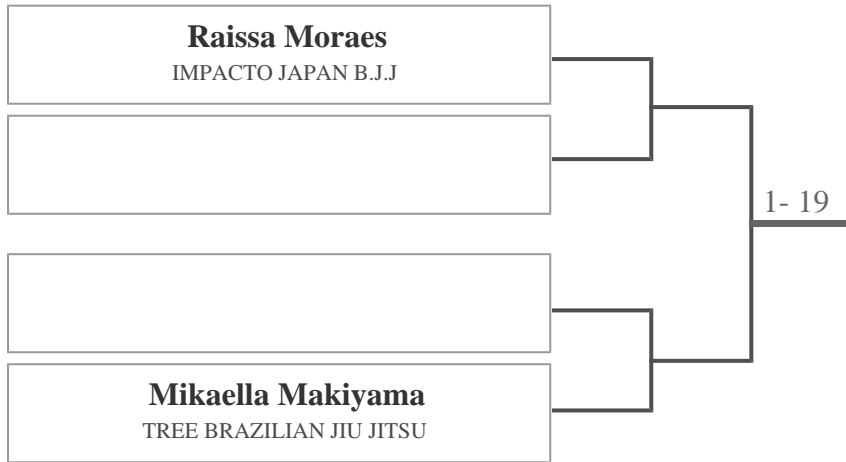 Raissa Moraes
IMPACTO JAPAN B.J.J
1- 19
Mikaella Makiyama
TREE BRAZILIAN JIU JITSU